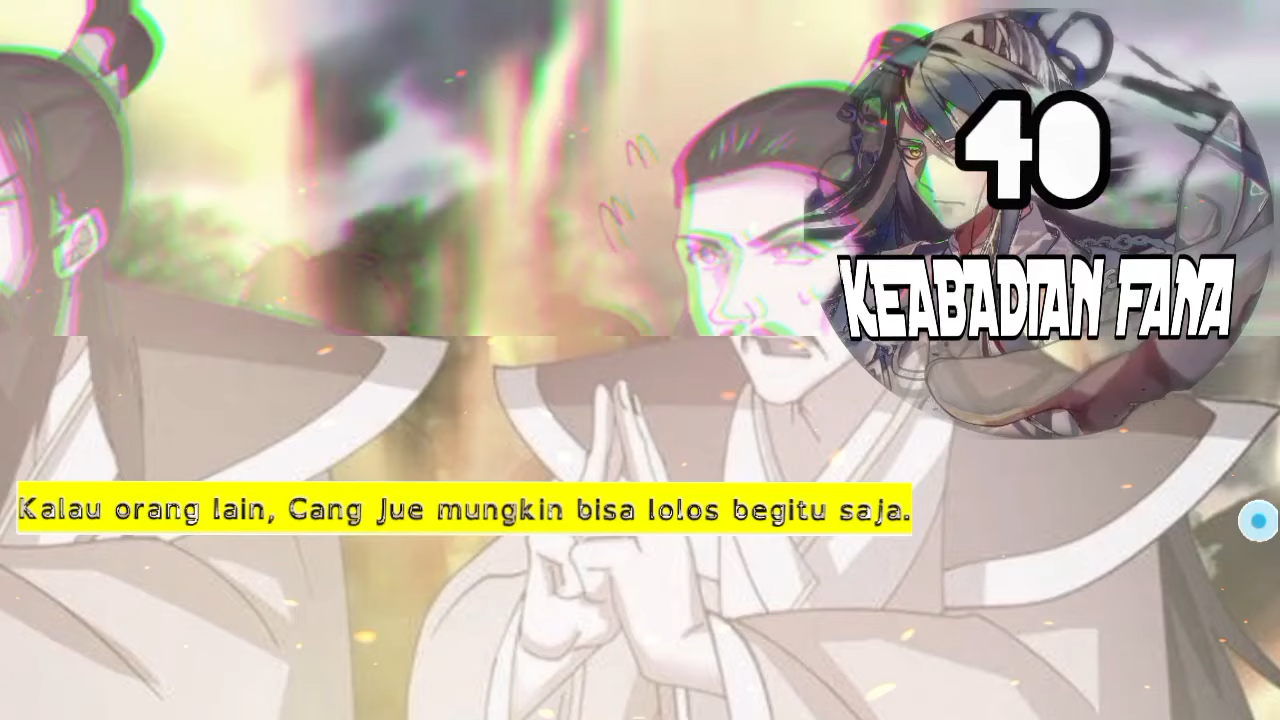 40
KEABADIAN FANA
Kalau orang lain, Cang Jue mungkin bisa lolos begitu saja.